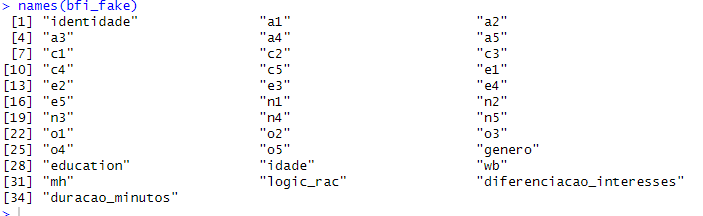 > names(bfi_fake)
[1] "identidade" "a1" "a2"
[4] "a3" "a4" "a5"
[7] "c1" "c2" "c3"
[10] "c4" "c5" "e1"
[13] "e2" "e3" "e4"
[16] "e5" "n1" "n2"
[19] "n3" "n4" "n5"
[22] "o1" "o2" "o3"
[25] "o4" "o5" "genero"
[28] "education" "idade" "wb"
[31] "mh" "logic_rac" "diferenciacao_interesses"
[34] "duracao_minutos"
>